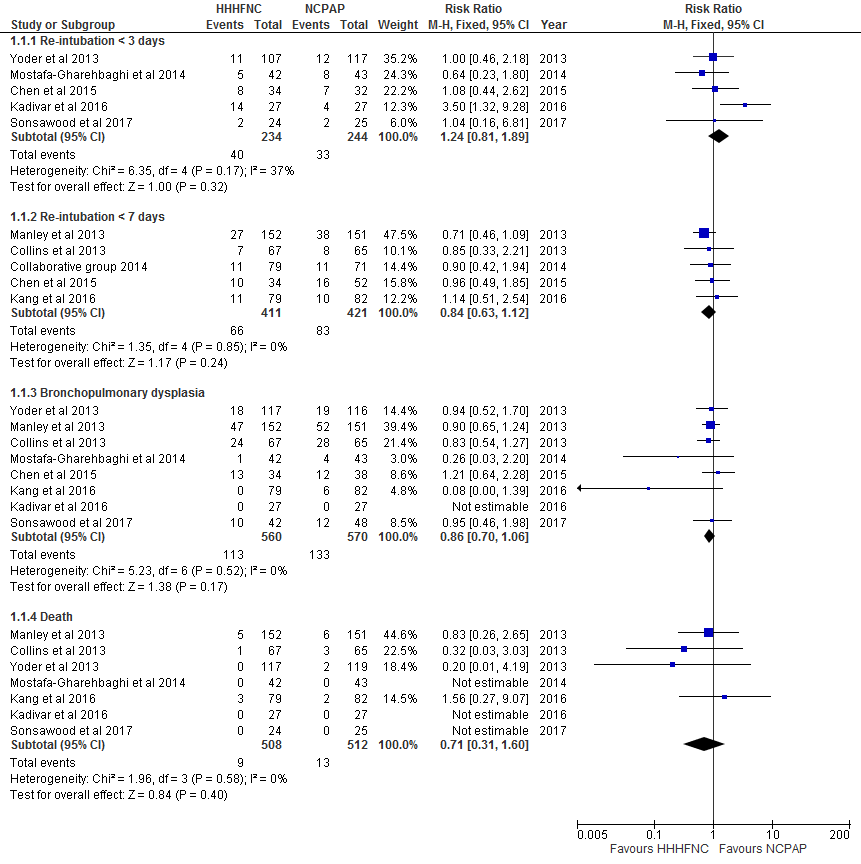 HHHFNC NCPAP Risk Ratio Risk Ratio
Study or Subgroup Events Total Events Total Weight M-H, Fixed, 95% CI Year M-H, Fixed, 95% CI
1.1.1 Re-intubation < 3 days
Yoder et al 2013 11 107 12 117 35.2% 1.00 [0.46, 2.18] 2013
Mostafa-Gharehbaghi et al 2014 5 42 8 43 24.3% 0.64 [0.23, 1.80] 2014
Chen et al 2015 8 34 7 32 22.1% 1.08 [0.44, 2.62] 2015
Kadivar et al 2016 14 27 4 27 12.3% 3.50 [1.32, 9.28] 2016
Sonsawood et al 2017 2 24 2 25 6.0% 1.04 [0.16, 6.81] 2017
Subtotal (95% CI) 234 244 100.0% 1.24 [0.81, 1.89]
Total events 40 33
Heterogeneity: Chi² = 6.35, df = 4 (P = 0.17); I² = 37%
Test for overall effect: Z = 1.00 (P = 0.32)
1.1.2 Re-intubation < 7 days
Manley et al 2013 27 152 38 151 47.5% 0.71 [0.46, 1.09] 2013
Collins et al 2013 7 67 8 65 10.1% 0.85 [0.33, 2.21] 2013
Collaborative group 2014 11 79 11 71 14.4% 0.90 [0.42, 1.94] 2014
Chen et al 2015 10 34 16 52 15.8% 0.96 [0.49, 1.85] 2015
Kang et al 2016 11 79 10 82 12.2% 1.14 [0.51, 2.54] 2016
Subtotal (95% CI) 411 421 100.0% 0.84 [0.63, 1.12]
Total events 66 83
Heterogeneity: Chi² = 1.35, df = 4 (P = 0.85); I² = 0%
Test for overall effect: Z = 1.17 (P = 0.24)
1.1.3 Bronchopulmonary dysplasia
Yoder et al 2013 18 117 19 116 14.4% 0.94 [0.52, 1.70] 2013
Manley et al 2013 47 152 52 151 39.4% 0.90 [0.65, 1.24] 2013
Collins et al 2013 24 67 28 65 21.4% 0.83 [0.54, 1.27] 2013
Mostafa-Gharehbaghi et al 2014 1 42 4 43 3.0% 0.26 [0.03, 2.20] 2014
Chen et al 2015 13 34 12 38 8.6% 1.21 [0.64, 2.28] 2015
Kang et al 2016 0 79 6 82 4.8% 0.08 [0.00, 1.39] 2016
Kadivar et al 2016 0 27 0 27 Not estimable 2016
Sonsawood et al 2017 10 42 12 48 8.5% 0.95 [0.46, 1.98] 2017
Subtotal (95% CI) 560 570 100.0% 0.86 [0.70, 1.06]
Total events 113 133
Heterogeneity: Chi² = 5.23, df = 6 (P = 0.52); I² = 0%
Test for overall effect: Z = 1.38 (P = 0.17)
1.1.4 Death
Manley et al 2013 5 152 6 151 44.6% 0.83 [0.26, 2.65] 2013
Collins et al 2013 1 67 3 65 22.5% 0.32 [0.03, 3.03] 2013
Yoder et al 2013 0 117 2 119 18.4% 0.20 [0.01, 4.19] 2013
Mostafa-Gharehbaghi et al 2014 0 42 0 43 Not estimable 2014
Kang et al 2016 3 79 2 82 14.5% 1.56 [0.27, 9.07] 2016
Kadivar et al 2016 0 27 0 27 Not estimable 2016
Sonsawood et al 2017 0 24 0 25 Not estimable 2017
Subtotal (95% CI) 508 512 100.0% 0.71 [0.31, 1.60]
Total events 9 13
Heterogeneity: Chi² = 1.96, df = 3 (P = 0.58); I² = 0%
Test for overall effect: Z = 0.84 (P = 0.40)
0.005 0.1 1 10 200
Favours HHHFNC Favours NCPAP